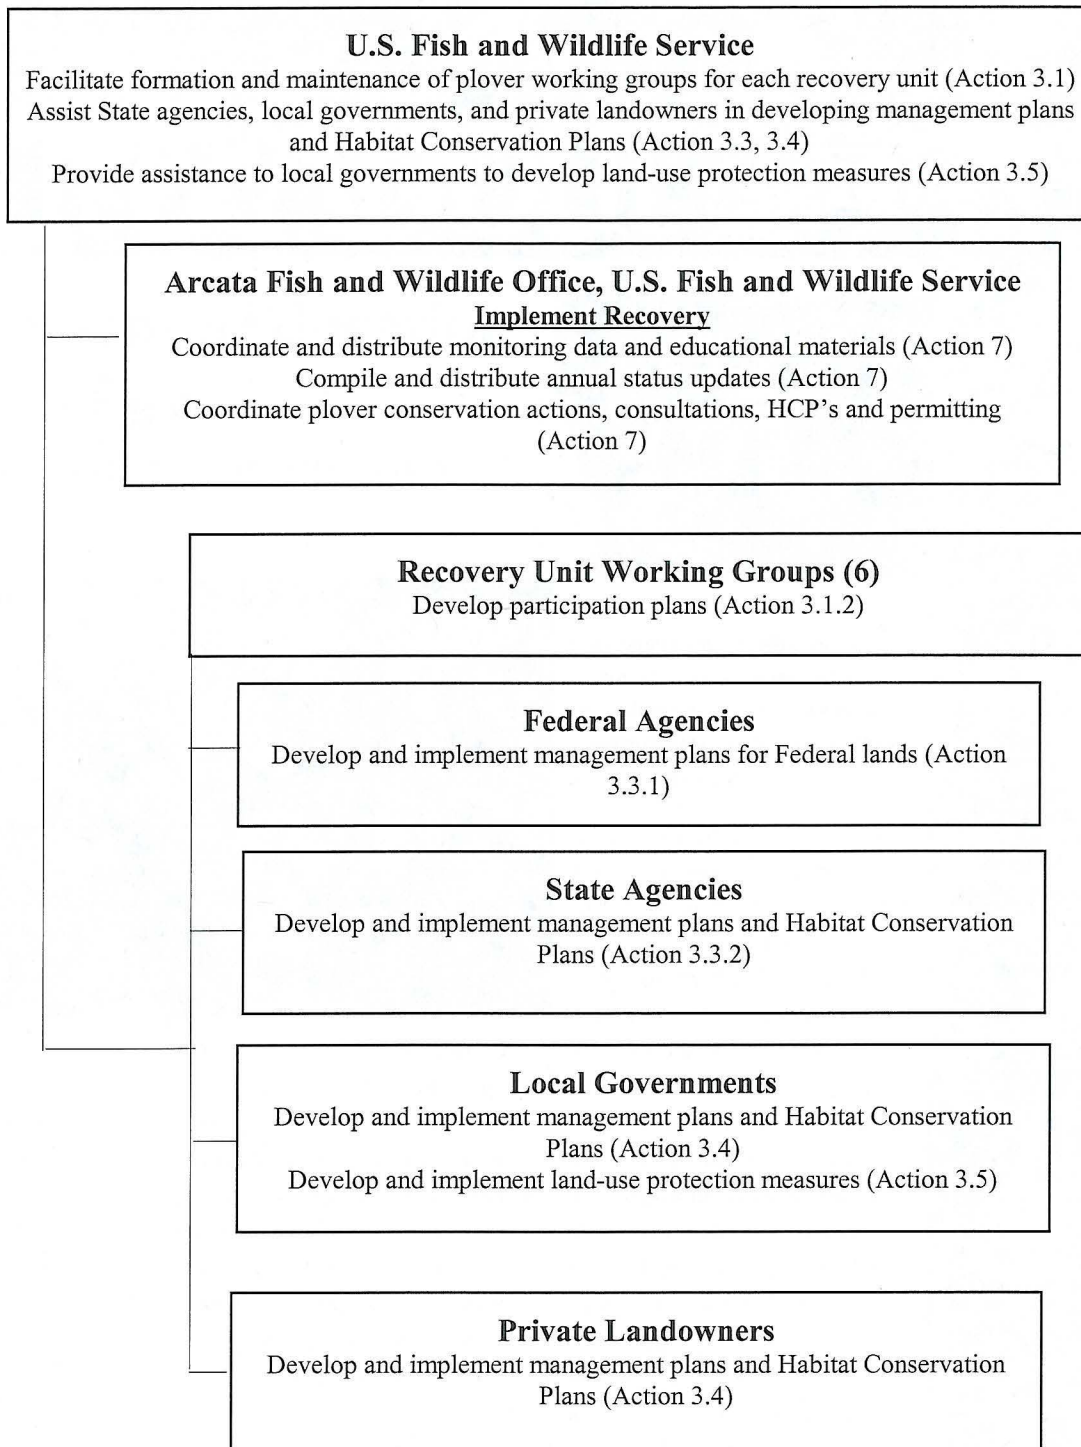 U.S. Fish and Wildlife Service
Facilitate formation and maintenance of plover working groups for each recovery unit (Action 3.1)
Assist State agencies, local governments, and private landowners in developing management plans
and Habitat Conservation Plans (Action 3.3, 3.4)
Provide assistance to local governments to develop land-use protection measures (Action 3.5)
Arcata Fish and Wildlife Office, U.S. Fish and Wildlife Service
Implement Recovery
Coordinate and distribute monitoring data and educational materials (Action 7)
Compile and distribute annual status updates (Action 7)
Coordinate plover conservation actions, consultations, HCP's and permitting
(Action 7)
Recovery Unit Working Groups (6)
Develop participation plans (Action 3.1.2)
Federal Agencies
Develop and implement management plans for Federal lands (Action
3.3.1)
State Agencies
Develop and implement management plans and Habitat Conservation
Plans (Action 3.3.2)
Local Governments
Develop and implement management plans and Habitat Conservation
Plans (Action 3.4)
Develop and implement land-use protection measures (Action 3.5)
Private Landowners
Develop and implement management plans and Habitat Conservation
Plans (Action 3.4)